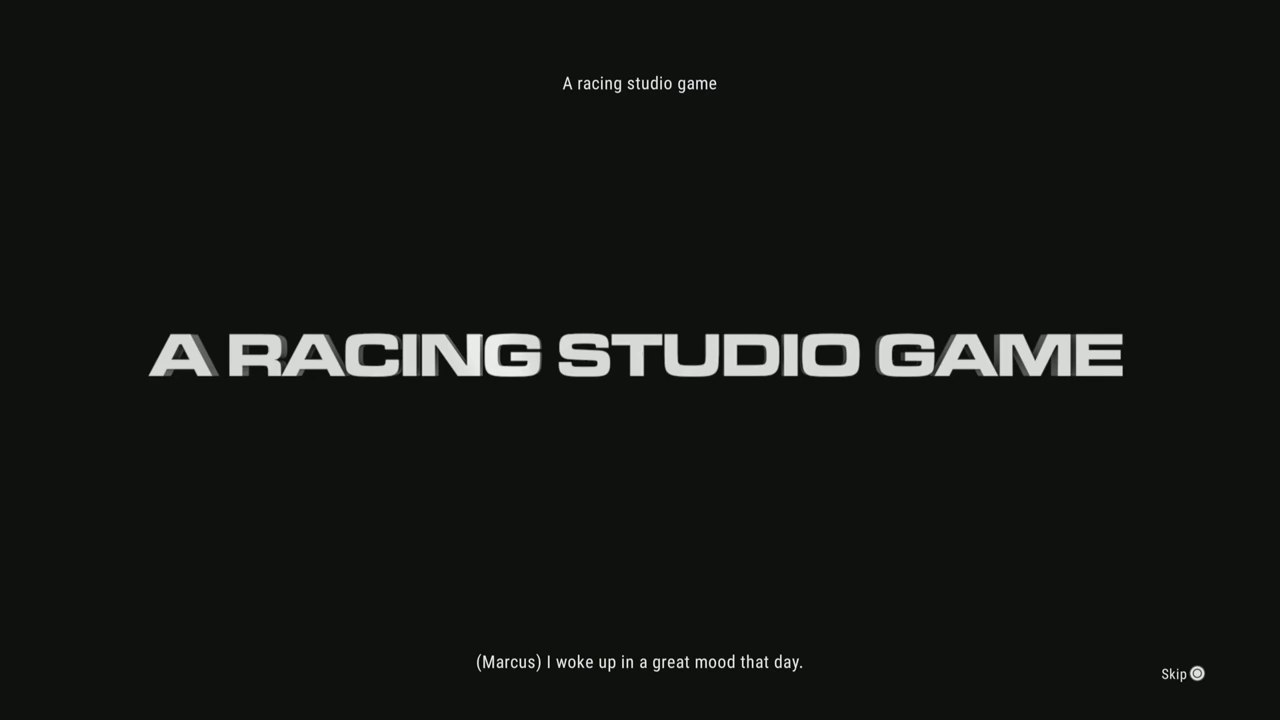 A racing studio game
A RACING STUDIO GAME
(Marcus) I woke up in a great mood that day.
Skip